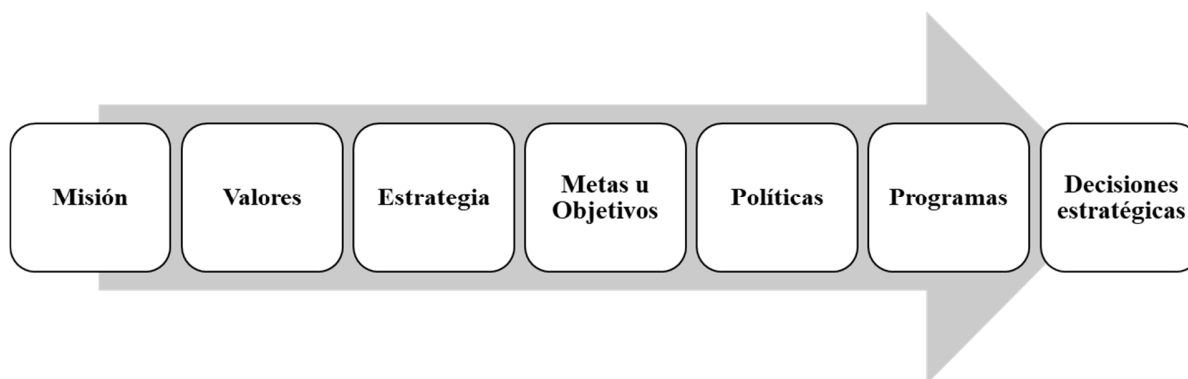 Misión
Valores
Estrategia
Metas u
Objetivos
Políticas
Programas
Decisiones
estratégicas